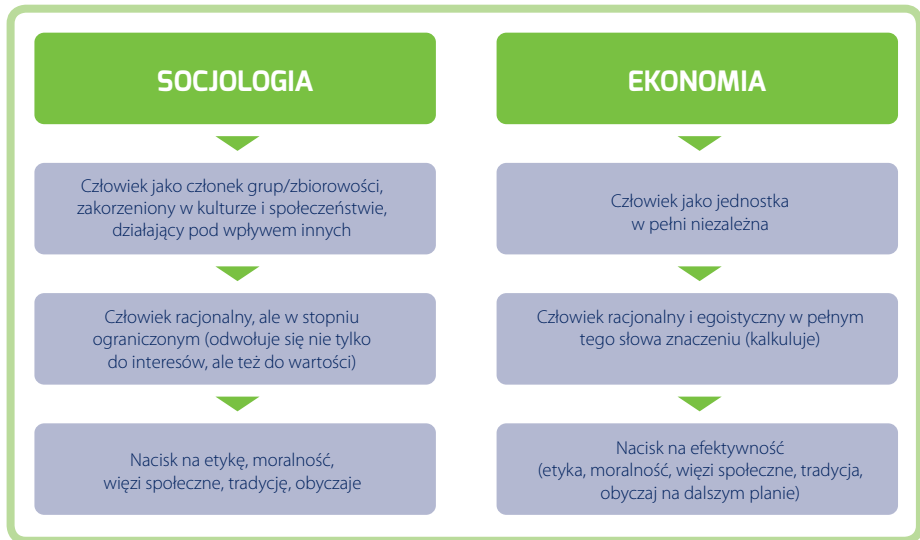 SOCJOLOGIA
Człowiek jako członek grup/zbiorowości,
zakorzeniony w kulturze i społeczeństwie,
działający pod wpływem innych
Człowiek racjonalny, ale w stopniu
ograniczonym (odwołuje się nie tylko
do interesów, ale też do wartości)
Nacisk na etykę, moralność,
więzi społeczne, tradycję, obyczaje
EKONOMIA
Człowiek jako jednostka
w pełni niezależna
Człowiek racjonalny i egoistyczny w pełnym
tego słowa znaczeniu (kalkuluje)
Nacisk na efektywność
(etyka, moralność, więzi społeczne, tradycja,
obyczaj na dalszym planie)